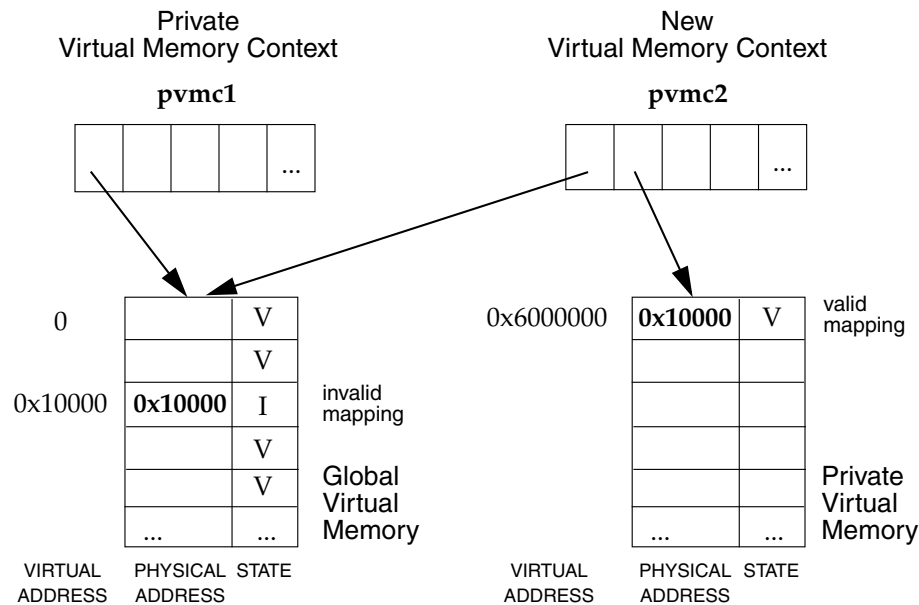 Private
Virtual Memory Context
pvmc1
...
New
Virtual Memory Context
pvmc2
...
0
V
V
0x10000
0x10000
I
invalid
mapping
V
V
Global
Virtual
Memory
...
...
VIRTUAL
ADDRESS
PHYSICAL
ADDRESS
STATE
0x6000000
0x10000
V
valid
mapping
Private
Virtual
Memory
...
...
VIRTUAL
ADDRESS
PHYSICAL
ADDRESS
STATE